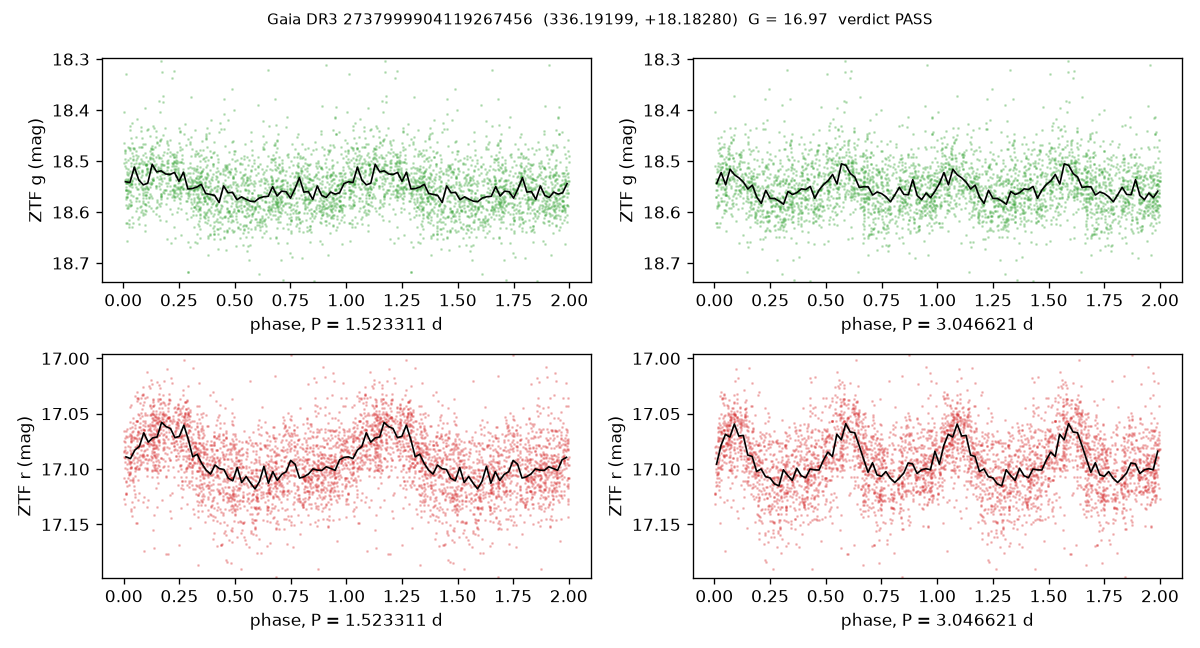 Gaia DR3 2737999904119267456  (336.19199, +18.18280)  G = 16.97  verdict PASS
ZTF g (mag)
18.3
18.4
18.5
18.6
18.7
0.00 0.25 0.50 0.75 1.00 1.25 1.50 1.75 2.00
phase, P = 1.523311 d
ZTF g (mag)
18.3
18.4
18.5
18.6
18.7
0.00 0.25 0.50 0.75 1.00 1.25 1.50 1.75 2.00
phase, P = 3.046621 d
ZTF r (mag)
17.00
17.05
17.10
17.15
0.00 0.25 0.50 0.75 1.00 1.25 1.50 1.75 2.00
phase, P = 1.523311 d
ZTF r (mag)
17.00
17.05
17.10
17.15
0.00 0.25 0.50 0.75 1.00 1.25 1.50 1.75 2.00
phase, P = 3.046621 d